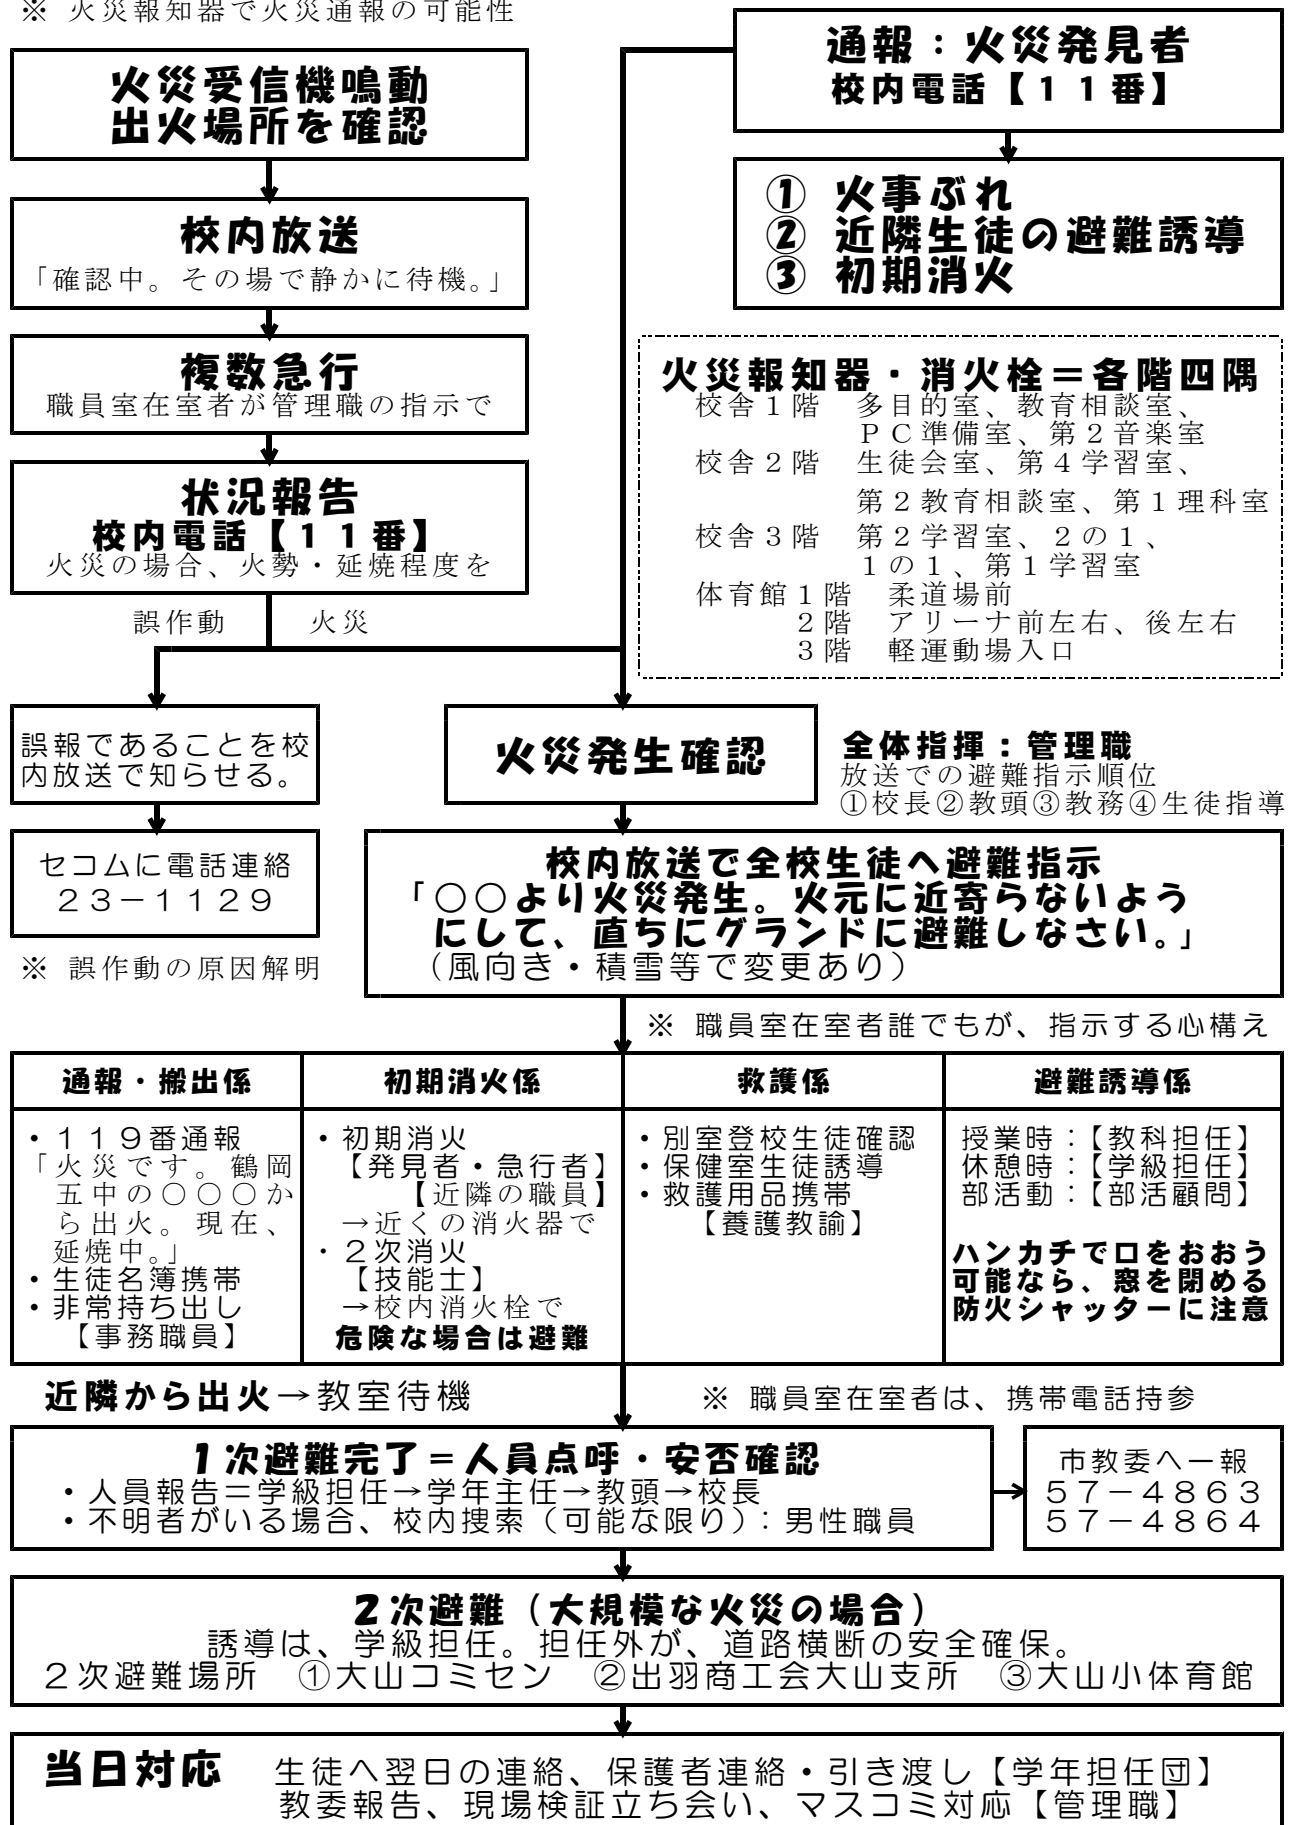 ※ 火災報知器で火災通報の可能性
火災受信機鳴動
出火場所を確認
校内放送
「確認中。その場で静かに待機。」
複数急行
職員室在室者が管理職の指示で
状況報告
校内電話【１１番】
火災の場合、火勢・延焼程度を
誤作動
火災
通報：火災発見者
校内電話【１１番】
① 火事ぶれ
② 近隣生徒の避難誘導
③ 初期消火
火災報知器・消火栓＝各階四隅
校舎１階　多目的室、教育相談室、
ＰＣ準備室、第２音楽室
校舎２階　生徒会室、第４学習室、
第２教育相談室、第１理科室
校舎３階　第２学習室、２の１、
１の１、第１学習室
体育館１階　柔道場前
２階　アリーナ前左右、後左右
３階　軽運動場入口
誤報であることを校
内放送で知らせる。
セコムに電話連絡
２３－１１２９
※ 誤作動の原因解明
火災発生確認
全体指揮：管理職
放送での避難指示順位
①校長②教頭③教務④生徒指導
校内放送で全校生徒へ避難指示
「○○より火災発生。火元に近寄らないよう
にして、直ちにグランドに避難しなさい。」
（風向き・積雪等で変更あり）
※ 職員室在室者誰でもが、指示する心構え
通報・搬出係
・１１９番通報
「火災です。鶴岡
五中の○○○か
ら出火。現在、
延焼中。」
・生徒名簿携帯
・非常持ち出し
【事務職員】
初期消火係
・初期消火
【発見者・急行者】
【近隣の職員】
→近くの消火器で
・２次消火
【技能士】
→校内消火栓で
危険な場合は避難
救護係
・別室登校生徒確認
・保健室生徒誘導
・救護用品携帯
【養護教諭】
避難誘導係
授業時：【教科担任】
休憩時：【学級担任】
部活動：【部活顧問】
ハンカチで口をおおう
可能なら、窓を閉める
防火シャッターに注意
近隣から出火→教室待機
※ 職員室在室者は、携帯電話持参
１次避難完了＝人員点呼・安否確認
・人員報告＝学級担任→学年主任→教頭→校長
・不明者がいる場合、校内捜索（可能な限り）：男性職員
市教委へ一報
５７－４８６３
５７－４８６４
２次避難（大規模な火災の場合）
誘導は、学級担任。担任外が、道路横断の安全確保。
２次避難場所　①大山コミセン　②出羽商工会大山支所　③大山小体育館
当日対応　生徒へ翌日の連絡、保護者連絡・引き渡し【学年担任団】
教委報告、現場検証立ち会い、マスコミ対応【管理職】